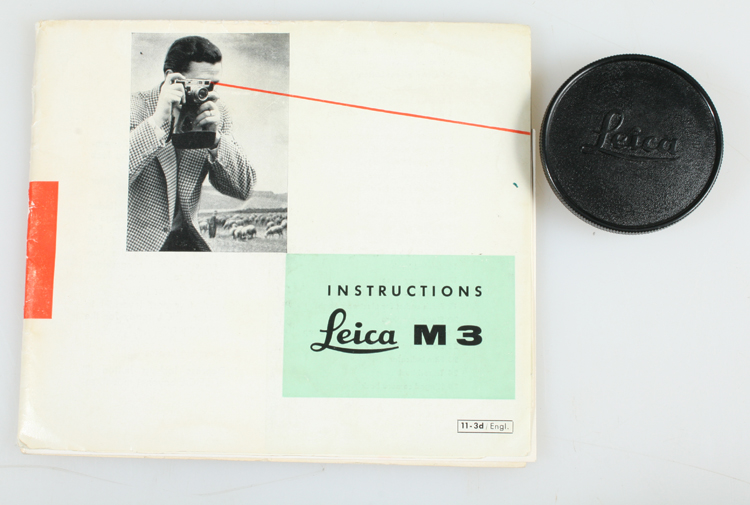 INSTRUCTIONS
Leica M3
11-3d/Engl.
Leica